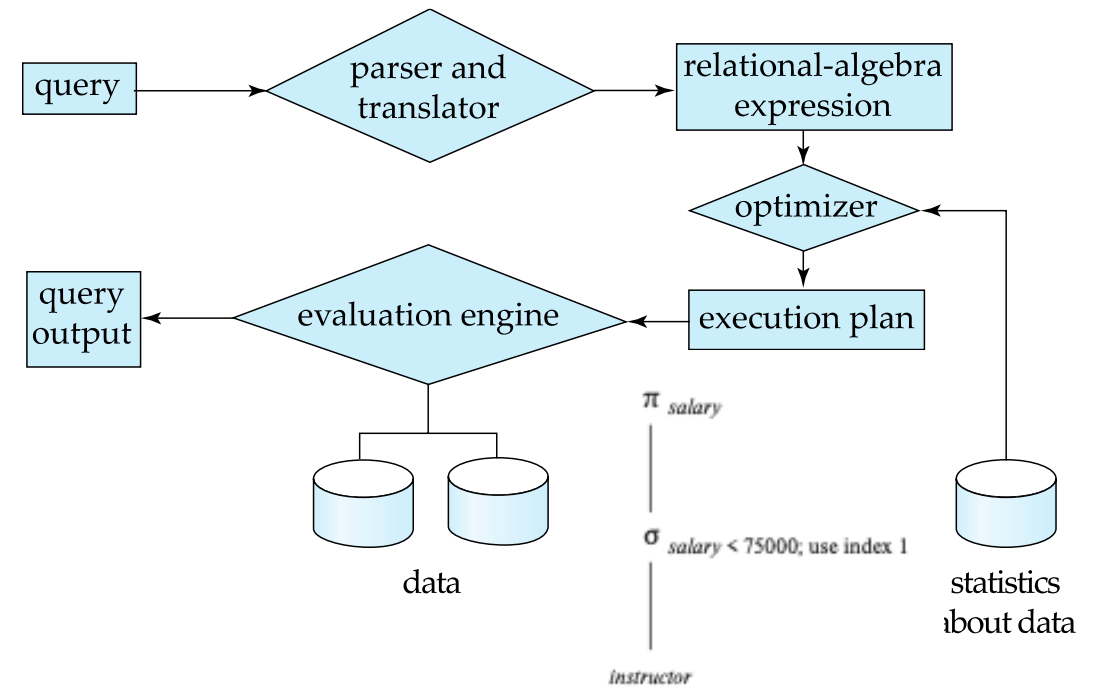 query
parser and
translator
relational-algebra
expression
optimizer
query
output
evaluation engine
execution plan
π salary
σ salary < 75000; use index 1
instructor
data
statistics
about data